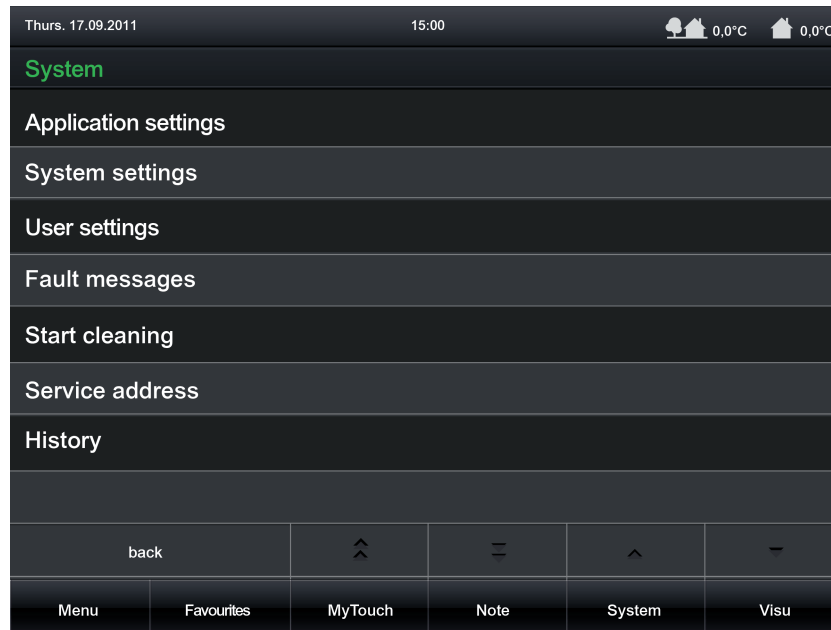 Thurs. 17.09.2011 15:00 0,0°C 0,0°C
System
Application settings
System settings
User settings
Fault messages
Start cleaning
Service address
History
back
Menu Favourites MyTouch Note System Visu